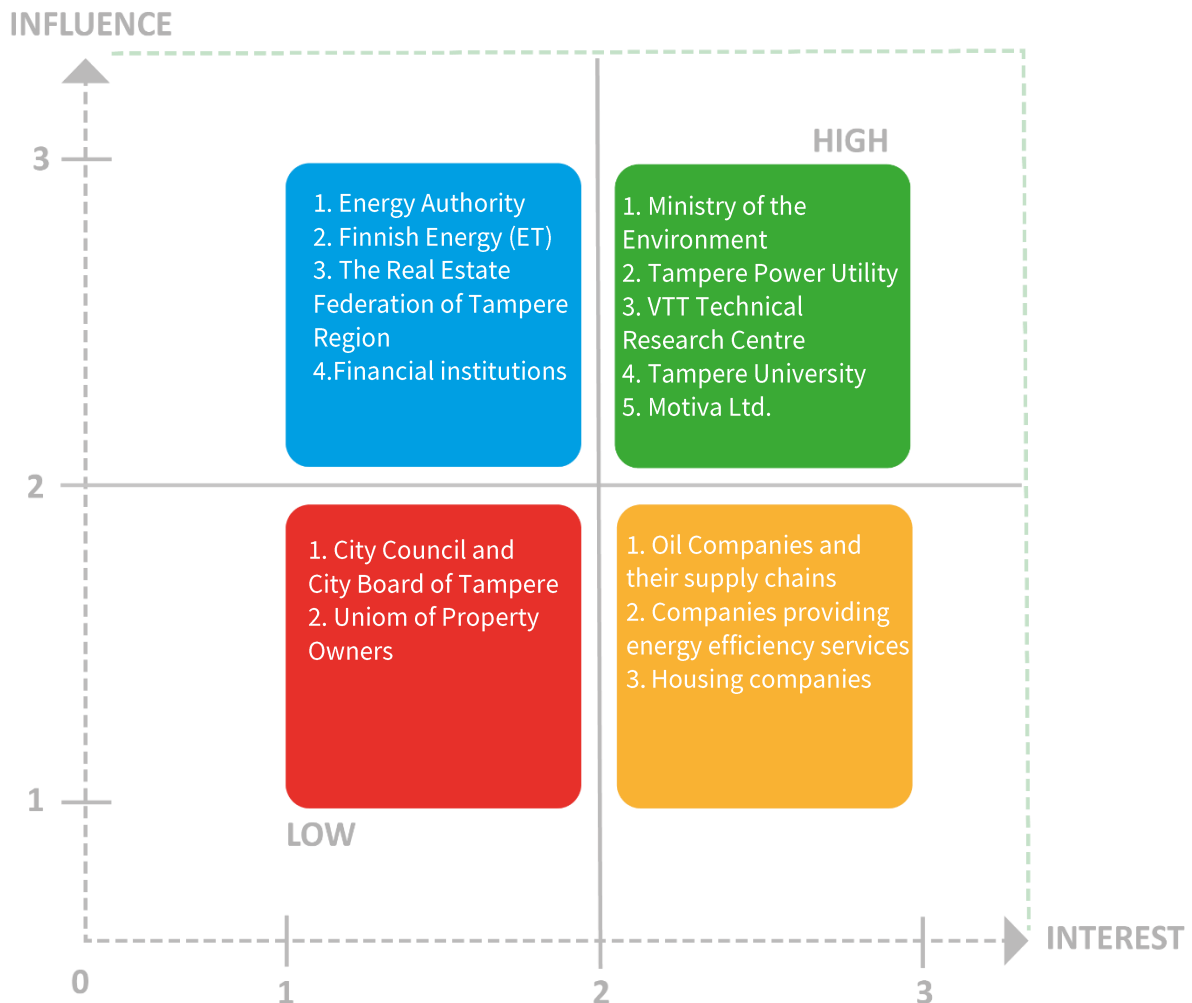 INFLUENCE
3
HIGH
1. Energy Authority
2. Finnish Energy (ET)
3. The Real Estate
Federation of Tampere
Region
4.Financial institutions
1. Ministry of the
Environment
2. Tampere Power Utility
3. VTT Technical
Research Centre
4. Tampere University
5. Motiva Ltd.
2
1. City Council and
City Board of Tampere
2. Uniom of Property
Owners
1. Oil Companies and
their supply chains
2. Companies providing
energy efficiency services
3. Housing companies
1
LOW
INTEREST
0
1
2
3